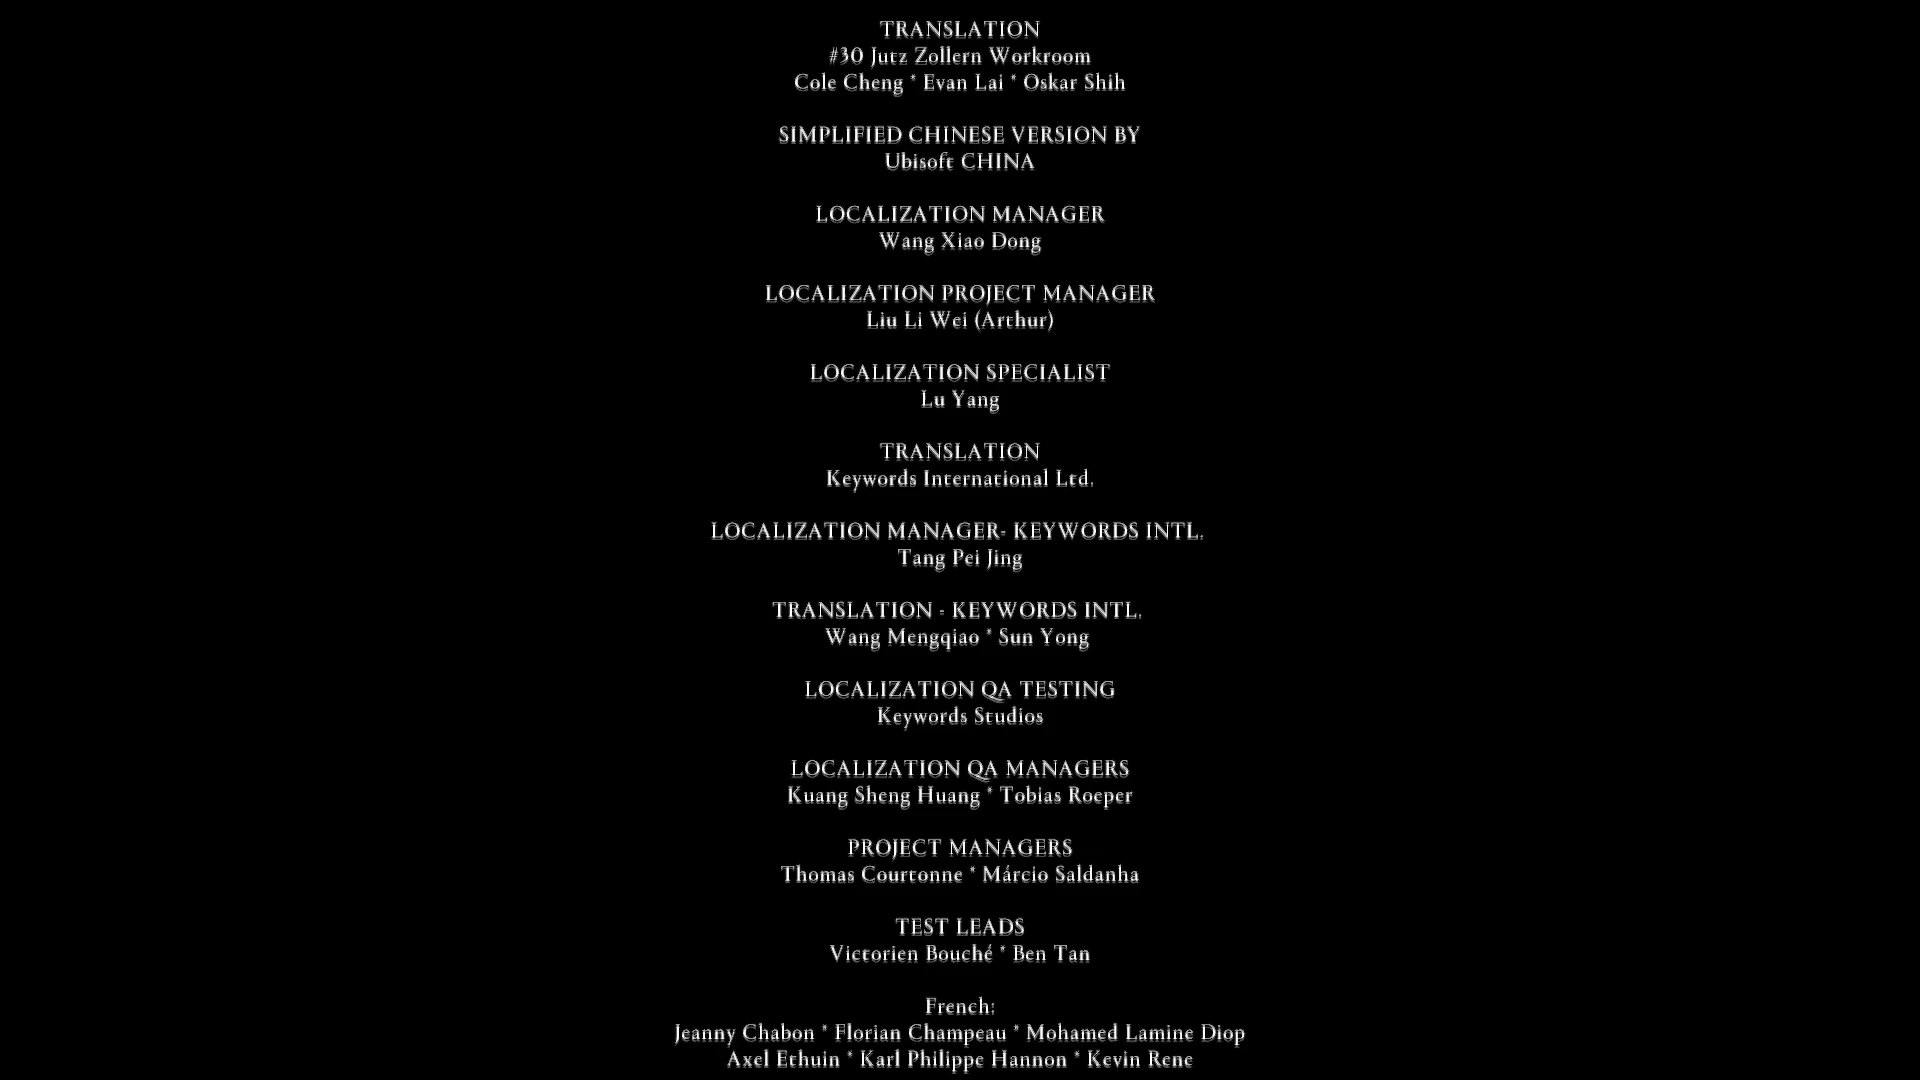 TRANSLATION
#30 Jutz Zollern Workroom
Cole Cheng * Evan Lai * Oskar Shih
SIMPLIFIED CHINESE VERSION BY
Ubisoft CHINA
LOCALIZATION MANAGER
Wang Xiao Dong
LOCALIZATION PROJECT MANAGER
Liu Li Wei (Arthur)
LOCALIZATION SPECIALIST
Lu Yang
TRANSLATION
Keywords International Ltd.
LOCALIZATION MANAGER- KEYWORDS INTL.
Tang Pei Jing
TRANSLATION - KEYWORDS INTL.
Wang Mengqiao * Sun Yong
LOCALIZATION QA TESTING
Keywords Studios
LOCALIZATION QA MANAGERS
Kuang Sheng Huang * Tobias Roeper
PROJECT MANAGERS
Thomas Courtonne * Márcio Saldanha
TEST LEADS
Victorien Bouché * Ben Tan
French:
Jeanny Chabon * Florian Champeau * Mohamed Lamine Diop
Axel Ethuin * Karl Philippe Hannon * Kevin Rene